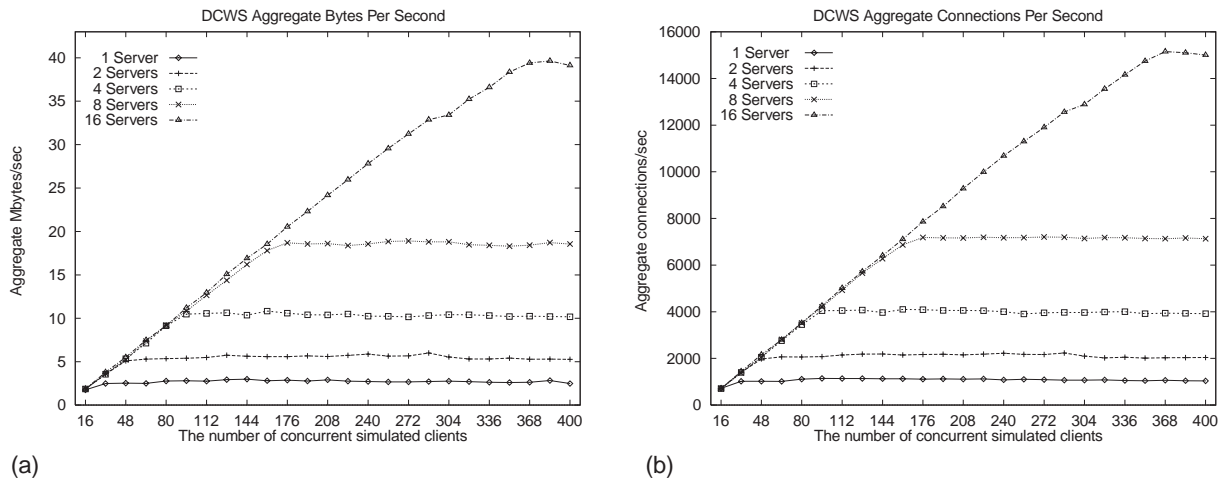 DCWS Aggregate Bytes Per Second
40
35
30
25
20
15
10
5
0
Aggregate Mbytes/sec
1 Server
2 Servers
4 Servers
8 Servers
16 Servers
16 48 80 112 144 176 208 240 272 304 336 368 400
The number of concurrent simulated clients
(a)
DCWS Aggregate Connections Per Second
16000
14000
12000
10000
8000
6000
4000
2000
0
Aggregate connections/sec
1 Server
2 Servers
4 Servers
8 Servers
16 Servers
16 48 80 112 144 176 208 240 272 304 336 368 400
The number of concurrent simulated clients
(b)